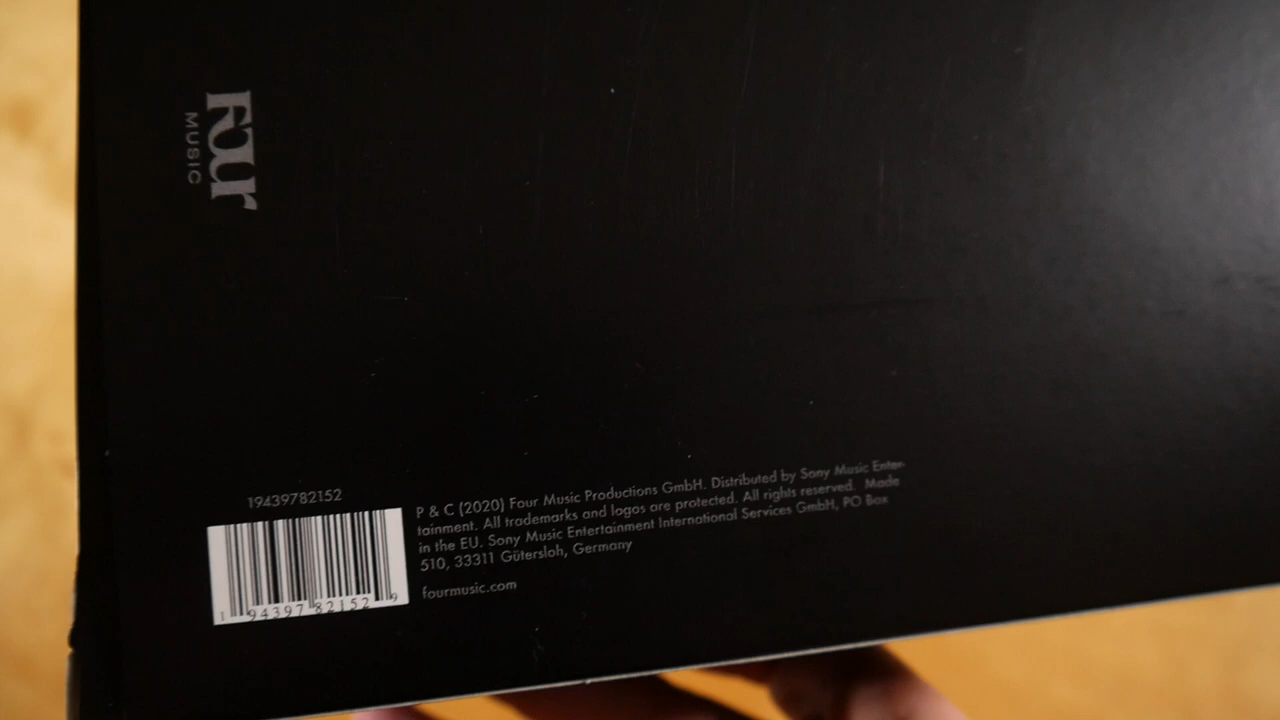 Four
MUSIC
19439782152
1 94397 82152 9
P & C (2020) Four Music Productions GmbH. Distributed by Sony Music Enter-
tainment. All trademarks and logos are protected. All rights reserved. Made
in the EU. Sony Music Entertainment International Services GmbH, PO Box
510, 33311 Gütersloh, Germany
fourmusic.com